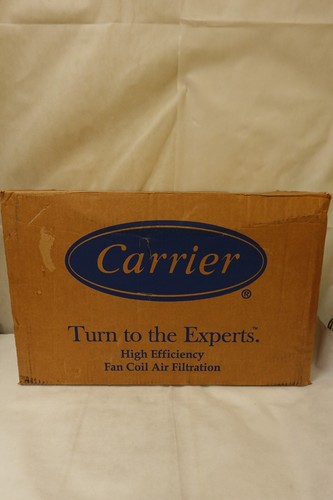 Carrier
®
Turn to the Experts.™
High Efficiency
Fan Coil Air Filtration